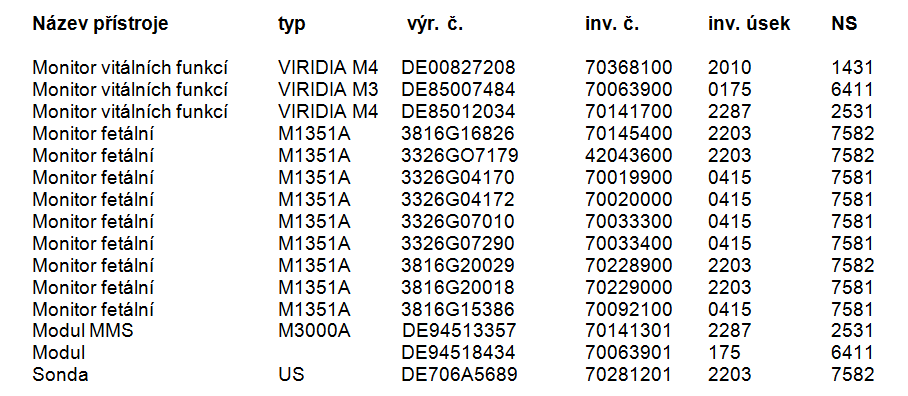 Název přístroje typ výr. č. inv. č. inv. úsek NS
Monitor vitálních funkcí VIRIDIA M4 DE00827208 70368100 2010 1431
Monitor vitálních funkcí VIRIDIA M3 DE85007484 70063900 0175 6411
Monitor vitálních funkcí VIRIDIA M4 DE85012034 70141700 2287 2531
Monitor fetální M1351A 3816G16826 70145400 2203 7582
Monitor fetální M1351A 3326GO7179 42043600 2203 7582
Monitor fetální M1351A 3326G04170 70019900 0415 7581
Monitor fetální M1351A 3326G04172 70020000 0415 7581
Monitor fetální M1351A 3326G07010 70033300 0415 7581
Monitor fetální M1351A 3326G07290 70033400 0415 7581
Monitor fetální M1351A 3816G20029 70228900 2203 7582
Monitor fetální M1351A 3816G20018 70229000 2203 7581
Monitor fetální M1351A 3816G15386 70092100 0415 7581
Modul MMS M3000A DE94513357 70141301 2287 2531
Modul DE94518434 70063901 175 6411
Sonda US DE706A5689 70281201 2203 7582